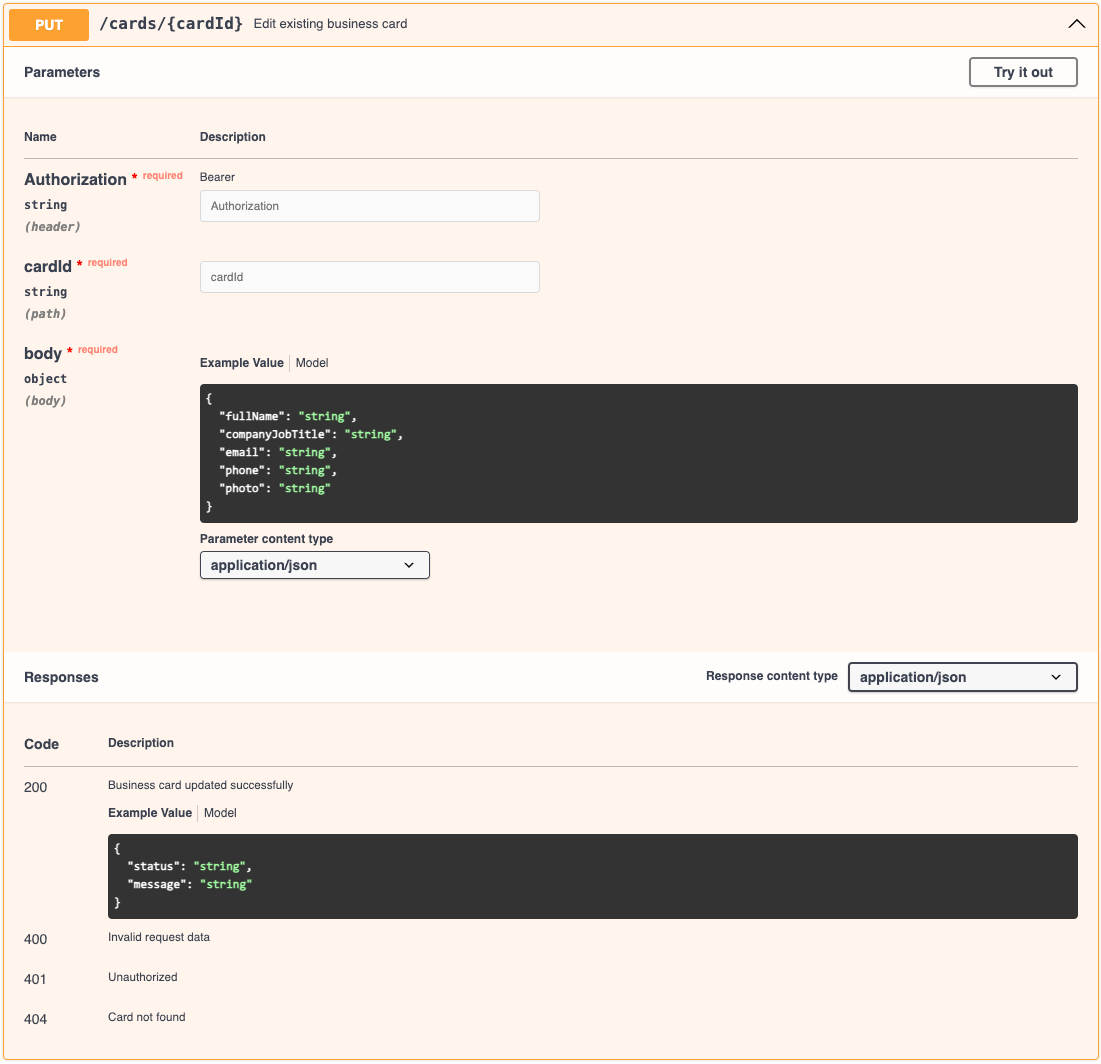 PUT /cards/{cardId} Edit existing business card
Parameters
Try it out
Name Description
Authorization * required
string
(header)
Bearer
Authorization
cardId * required
string
(path)
cardId
body * required
object
(body)
Example Value Model
{
"fullName": "string",
"companyJobTitle": "string",
"email": "string",
"phone": "string",
"photo": "string"
}
Parameter content type
application/json
Responses
Response content type application/json
Code Description
200 Business card updated successfully
Example Value Model
{
"status": "string",
"message": "string"
}
400 Invalid request data
401 Unauthorized
404 Card not found